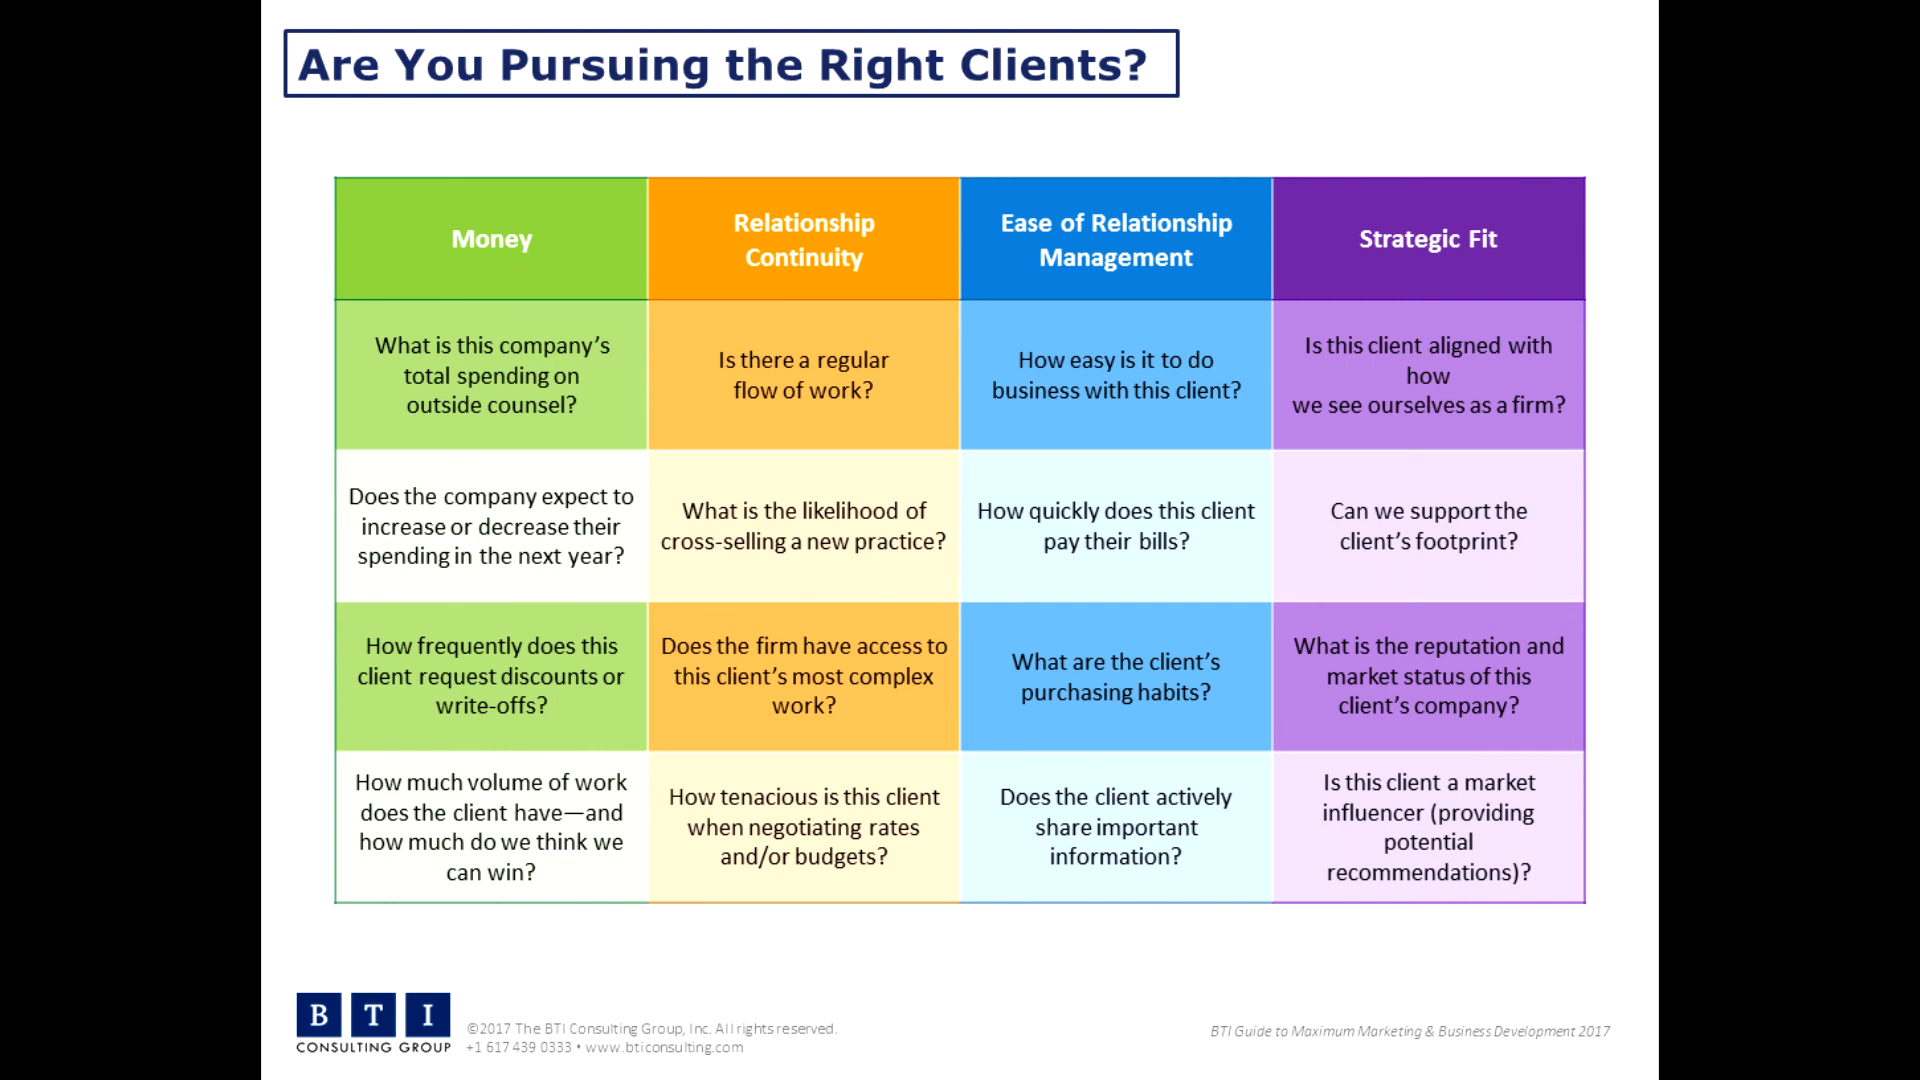 Are You Pursuing the Right Clients?
Money
Relationship
Continuity
Ease of Relationship
Management
Strategic Fit
What is this company's
total spending on
outside counsel?
Is there a regular
flow of work?
How easy is it to do
business with this client?
Is this client aligned with
how
we see ourselves as a firm?
Does the company expect to
increase or decrease their
spending in the next year?
What is the likelihood of
cross-selling a new practice?
How quickly does this client
pay their bills?
Can we support the
client's footprint?
How frequently does this
client request discounts or
write-offs?
Does the firm have access to
this client's most complex
work?
What are the client's
purchasing habits?
What is the reputation and
market status of this
client's company?
How much volume of work
does the client have—and
how much do we think we
can win?
How tenacious is this client
when negotiating rates
and/or budgets?
Does the client actively
share important
information?
Is this client a market
influencer (providing
potential
recommendations)?
B T I
CONSULTING GROUP
©2017 The BTI Consulting Group, Inc. All rights reserved.
+1 617 439 0333 • www.bticonsulting.com
BTI Guide to Maximum Marketing & Business Development 2017